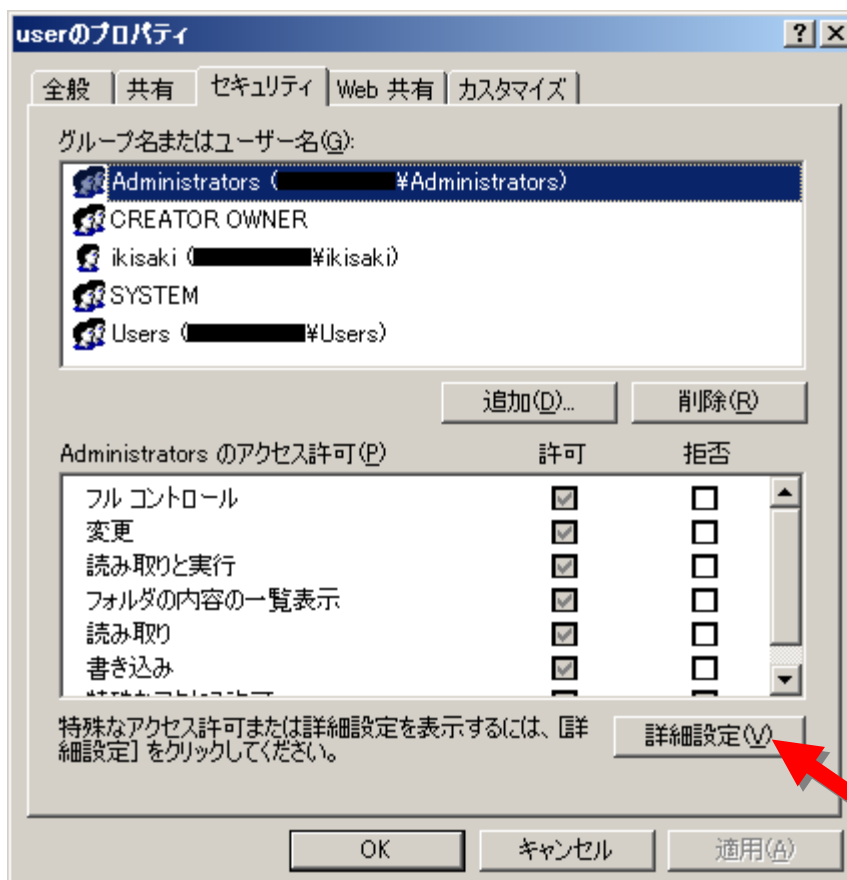 userのプロパティ
全般 共有 セキュリティ Web 共有 カスタマイズ
グループ名またはユーザー名(G):
Administrators ( ¥Administrators)
CREATOR OWNER
ikisaki ( ¥ikisaki)
SYSTEM
Users ( ¥Users)
追加(D)... 削除(R)
Administrators のアクセス許可(P) 許可 拒否
フル コントロール
変更
読み取りと実行
フォルダの内容の一覧表示
読み取り
書き込み
特殊なアクセス許可または詳細設定を表示するには、[詳
細設定] をクリックしてください。
詳細設定(V)
OK キャンセル 適用(A)